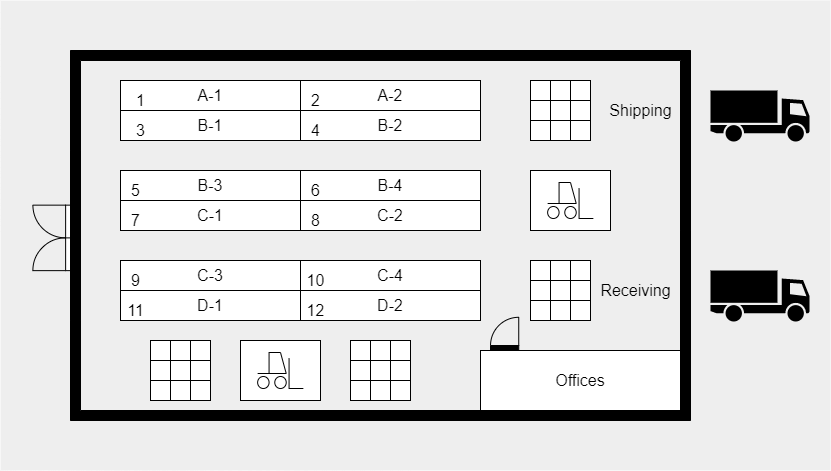 1 A-1 2 A-2
3 B-1 4 B-2
Shipping
5 B-3 6 B-4
7 C-1 8 C-2
9 C-3 10 C-4
11 D-1 12 D-2
Receiving
Offices